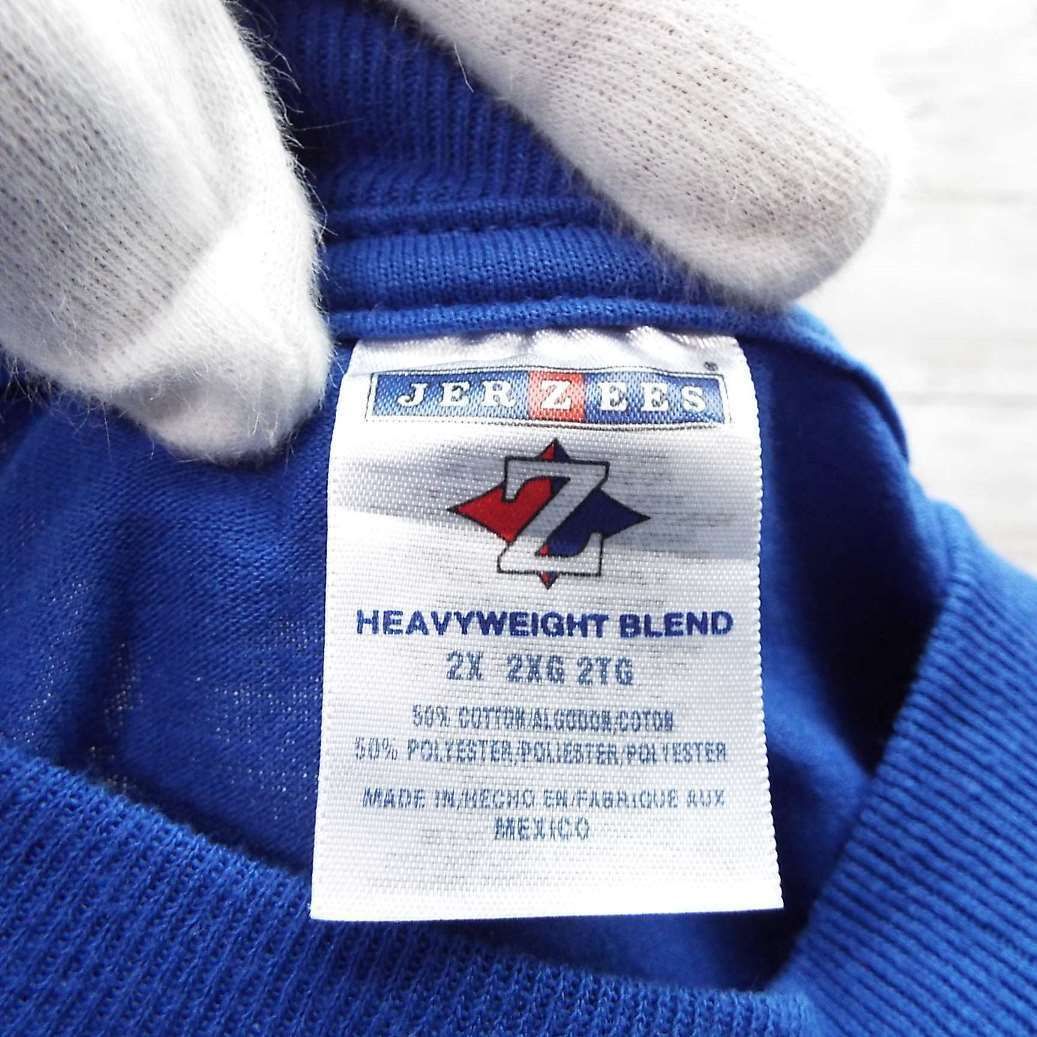 JERZEES
Z
HEAVYWEIGHT BLEND
2X 2XG 2TG
50% COTTON/ALGODON/COTON
50% POLYESTER/POLIESTER/POLYESTER
MADE IN/HECHO EN/FABRIQUE AUX
MEXICO